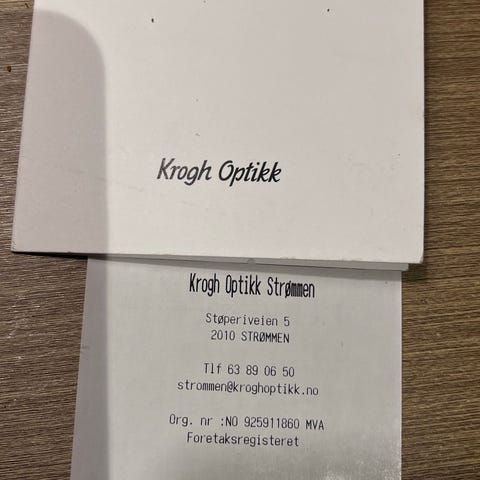 Krogh Optikk
Krogh Optikk Strømmen
Støperiveien 5
2010 STRØMMEN
Tlf 63 89 06 50
strommen@kroghoptikk.no
Org. nr :NO 925911860 MVA
Foretaksregisteret